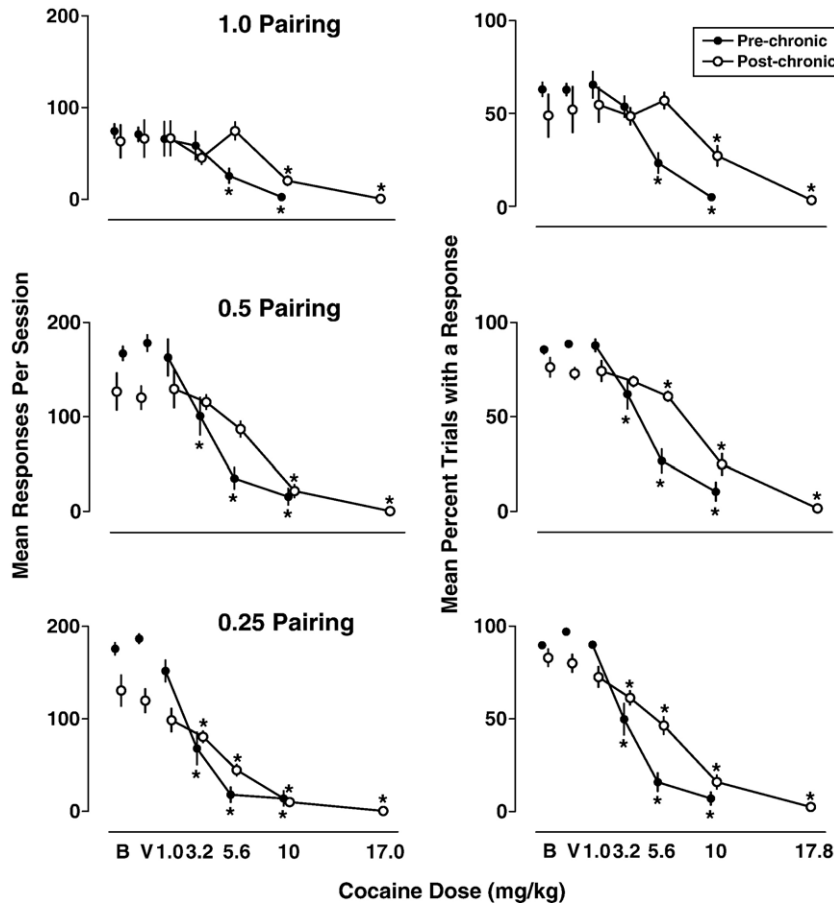 1.0 Pairing
200
100
0
100
50
0
Pre-chronic
Post-chronic
* * * * *
* * * * *
0.5 Pairing
200
100
0
100
50
0
* * * * *
* * * * * *
0.25 Pairing
200
100
0
100
50
0
* * * * * * *
* * * * * * *
Mean Responses Per Session
Mean Percent Trials with a Response
B V 1.0 3.2 5.6 10 17.0
B V 1.0 3.2 5.6 10 17.8
Cocaine Dose (mg/kg)